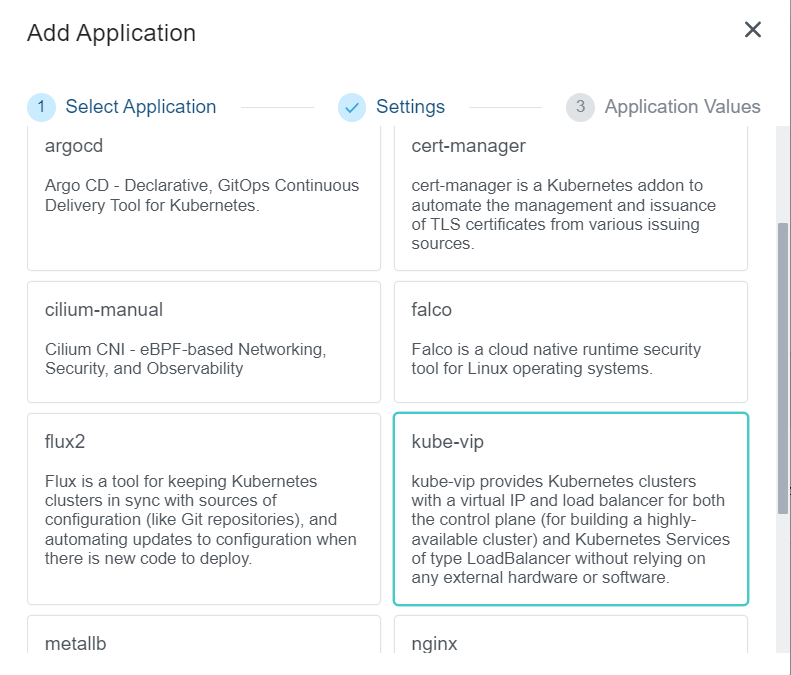 Add Application
1 Select Application
Settings
3 Application Values
argocd
Argo CD - Declarative, GitOps Continuous
Delivery Tool for Kubernetes.
cert-manager
cert-manager is a Kubernetes addon to
automate the management and issuance
of TLS certificates from various issuing
sources.
cilium-manual
Cilium CNI - eBPF-based Networking,
Security, and Observability
falco
Falco is a cloud native runtime security
tool for Linux operating systems.
flux2
Flux is a tool for keeping Kubernetes
clusters in sync with sources of
configuration (like Git repositories), and
automating updates to configuration when
there is new code to deploy.
kube-vip
kube-vip provides Kubernetes clusters
with a virtual IP and load balancer for both
the control plane (for building a highly-
available cluster) and Kubernetes Services
of type LoadBalancer without relying on
any external hardware or software.
metallb
nginx